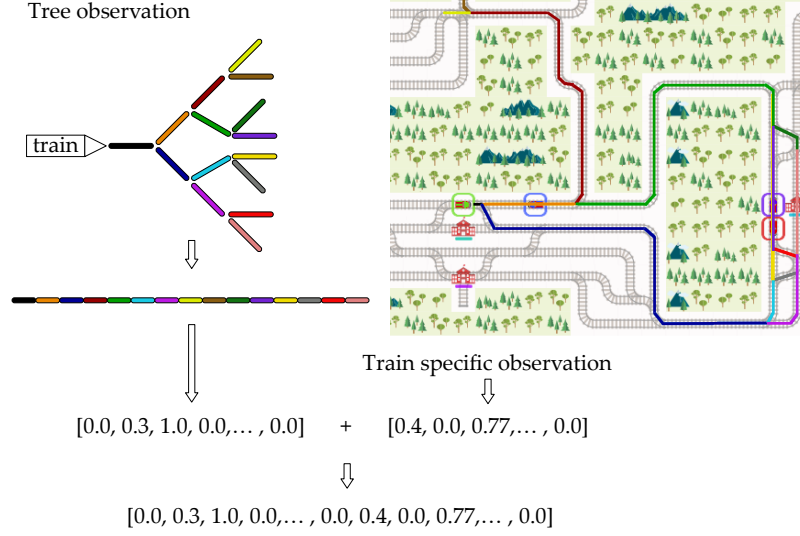 Tree observation
train
Train specific observation
[0.0, 0.3, 1.0, 0.0,… , 0.0] + [0.4, 0.0, 0.77,… , 0.0]
[0.0, 0.3, 1.0, 0.0,… , 0.0, 0.4, 0.0, 0.77,… , 0.0]